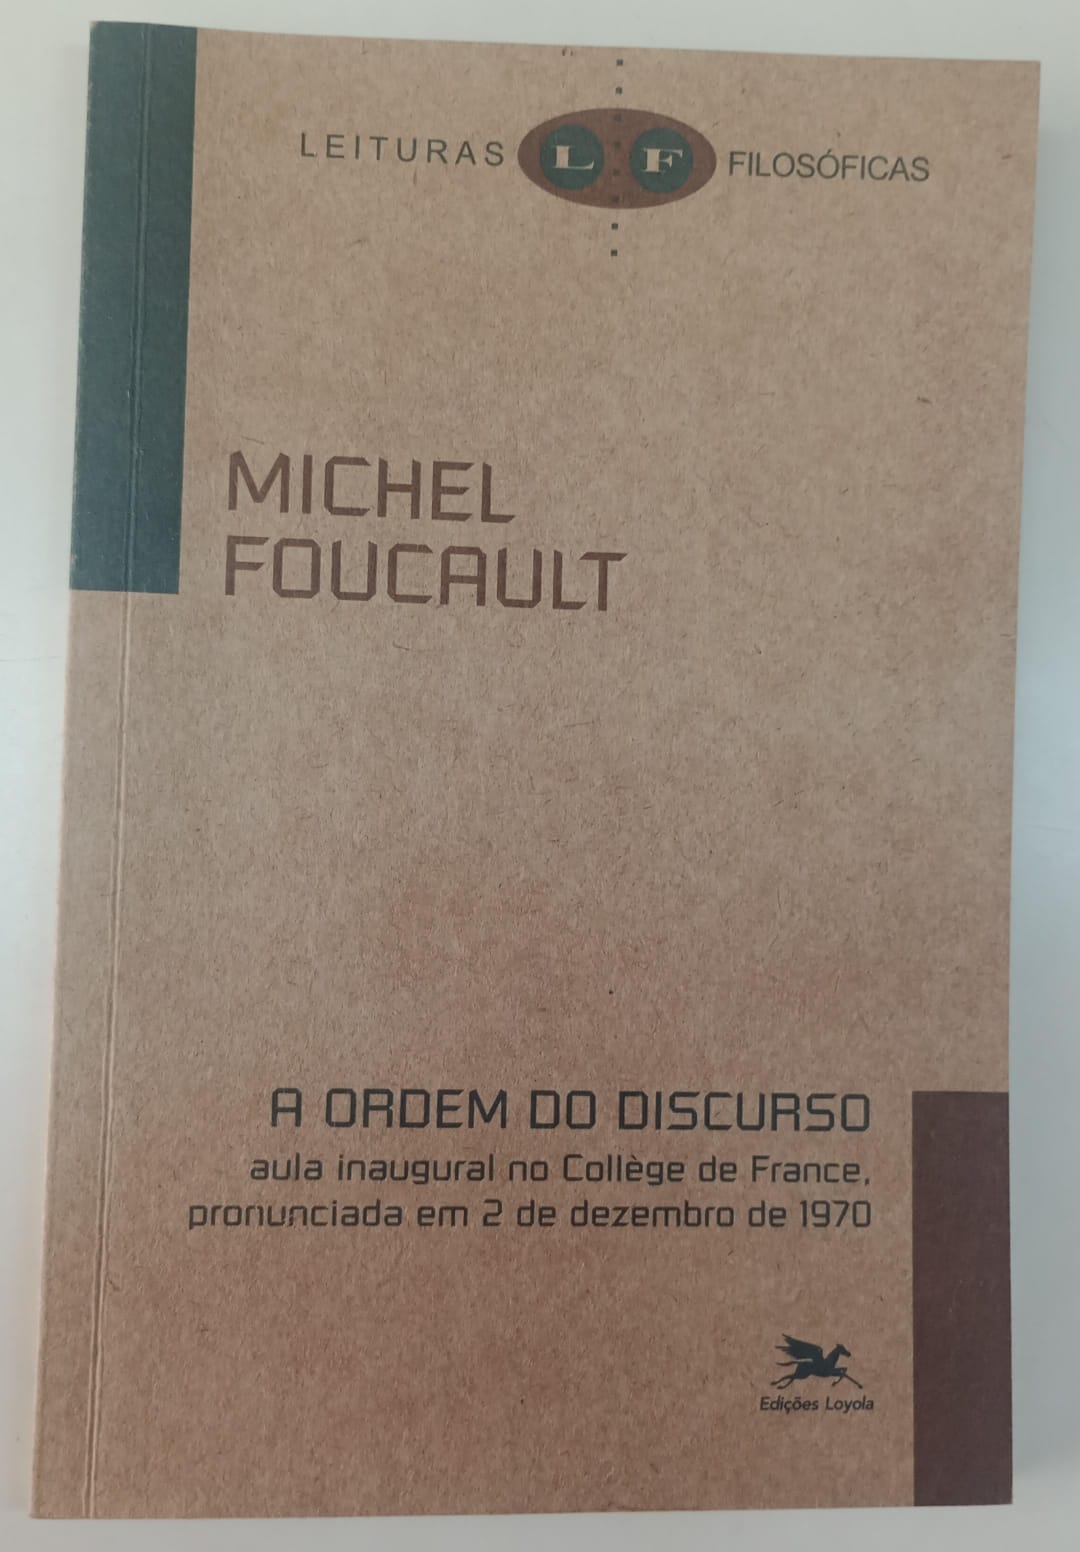 LEITURAS LF FILOSÓFICAS
MICHEL
FOUCAULT
A ORDEM DO DISCURSO
aula inaugural no Collège de France,
pronunciada em 2 de dezembro de 1970
Edições Loyola